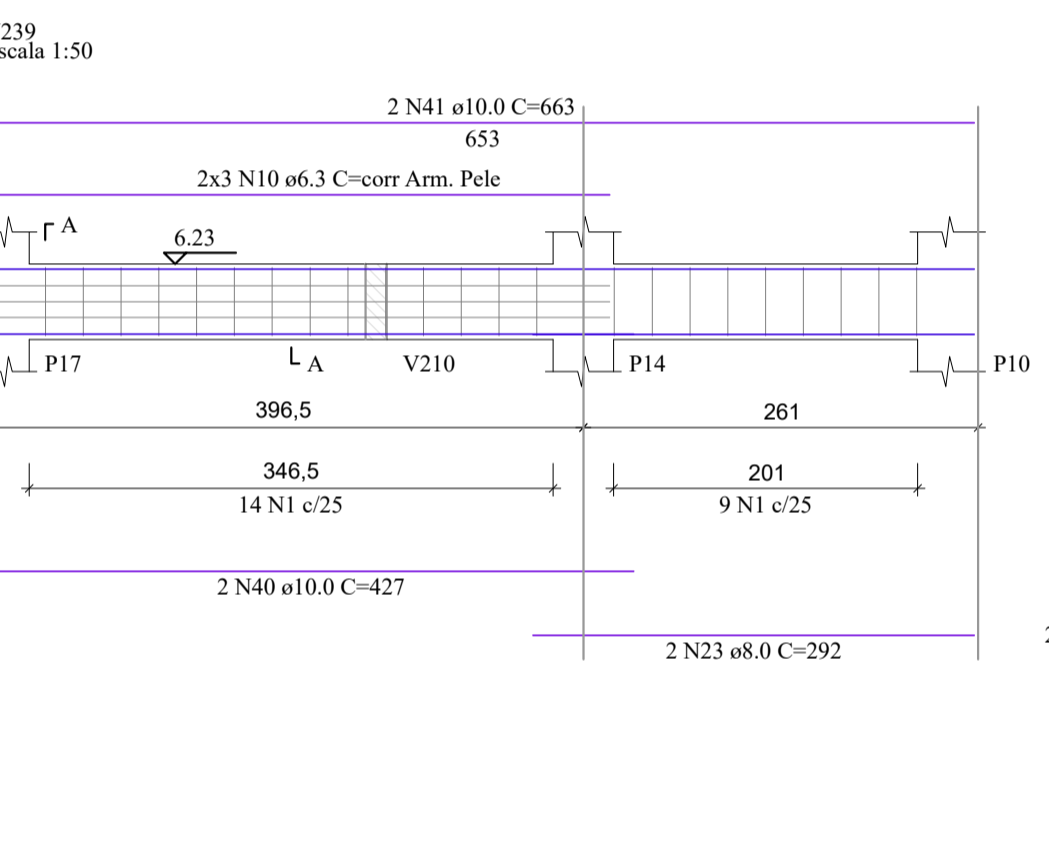 239
scala 1:50
2 N41 ø10.0 C=663
653
2x3 N10 ø6.3 C=corr Arm. Pele
A
6.23
P17
A
V210
P14
P10
396,5
261
346,5
201
14 N1 c/25
9 N1 c/25
2 N40 ø10.0 C=427
2 N23 ø8.0 C=292